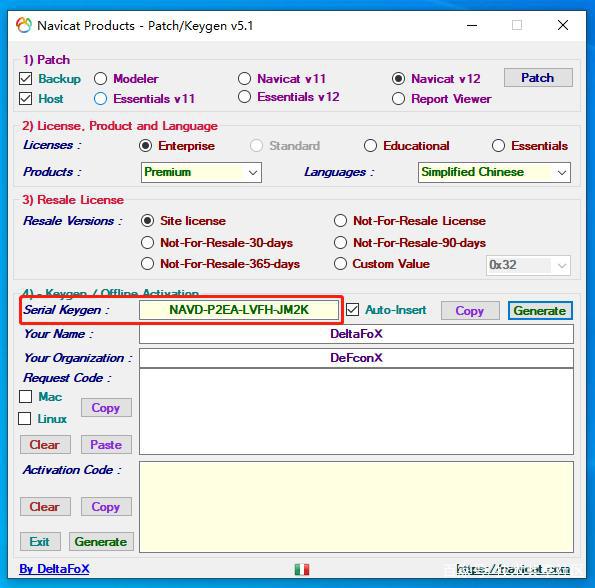 Navicat Products - Patch/Keygen v5.1
1) Patch
Backup Modeler Navicat v11 Navicat v12 Patch
Host Essentials v11 Essentials v12 Report Viewer
2) License, Product and Language
Licenses : Enterprise Standard Educational Essentials
Products : Premium Languages : Simplified Chinese
3) Resale License
Resale Versions : Site license Not-For-Resale License
Not-For-Resale-30-days Not-For-Resale-90-days
Not-For-Resale-365-days Custom Value 0x32
4) - Keygen / Offline Activation
Serial Keygen : NAVD-P2EA-LVFH-JM2K Auto-Insert Copy Generate
Your Name : DeltaFoX
Your Organization : DeFconX
Request Code :
Mac
Copy
Linux
Clear Paste
Activation Code :
Clear Copy
Exit Generate
By DeltaFoX https://navicat.com